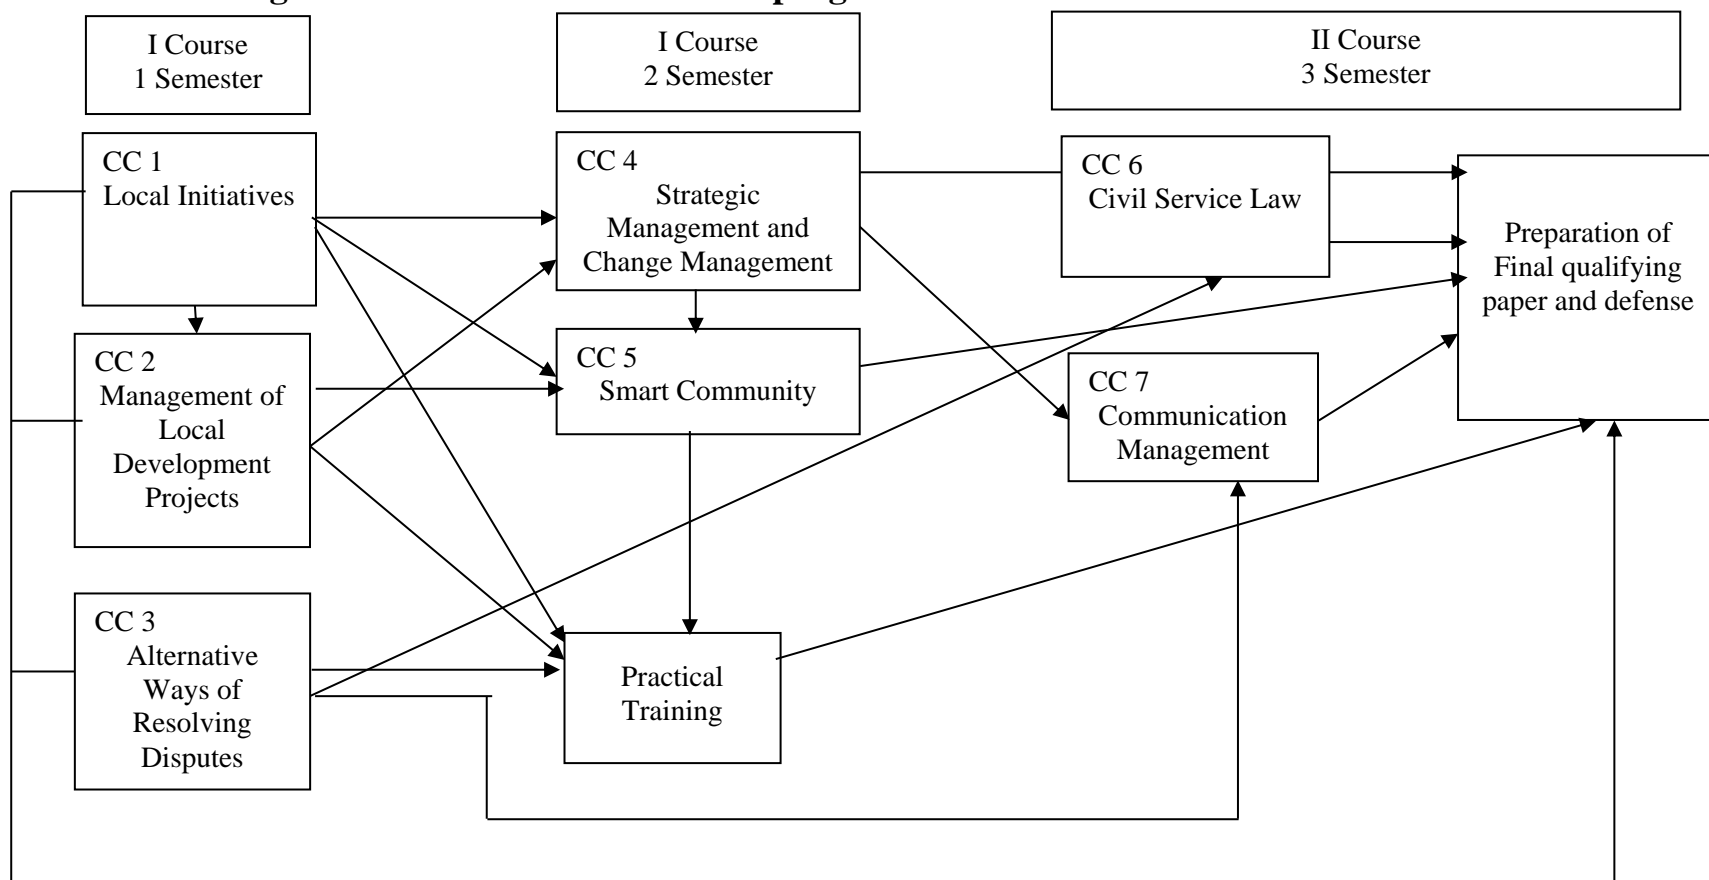 I Course
1 Semester
I Course
2 Semester
II Course
3 Semester
CC 1
Local Initiatives
CC 2
Management of
Local
Development
Projects
CC 3
Alternative
Ways of
Resolving
Disputes
CC 4
Strategic
Management and
Change Management
CC 5
Smart Community
Practical
Training
CC 6
Civil Service Law
CC 7
Communication
Management
Preparation of
Final qualifying
paper and defense